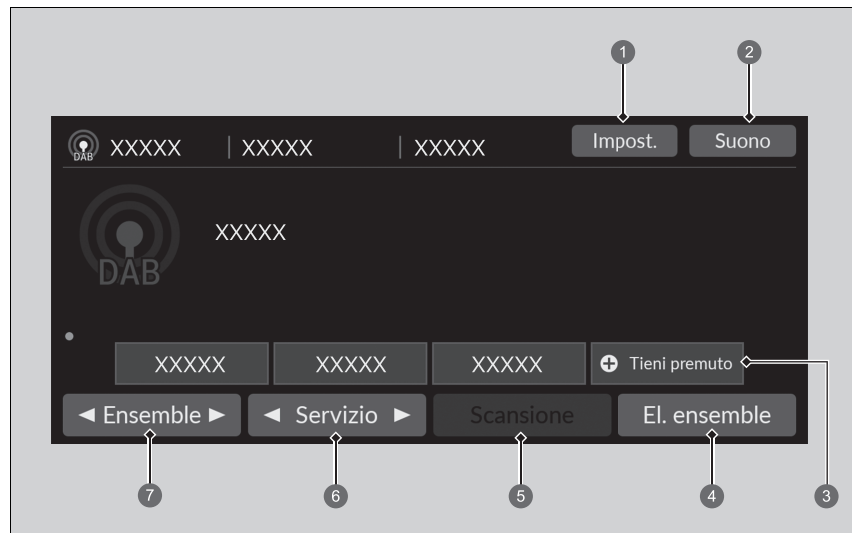 1 2
DAB XXXXX | XXXXX | XXXXX Impost. Suono
DAB XXXXX
XXXXX XXXXX XXXXX Tieni premuto
Ensemble Servizio Scansione El. ensemble
7 6 5 4 3